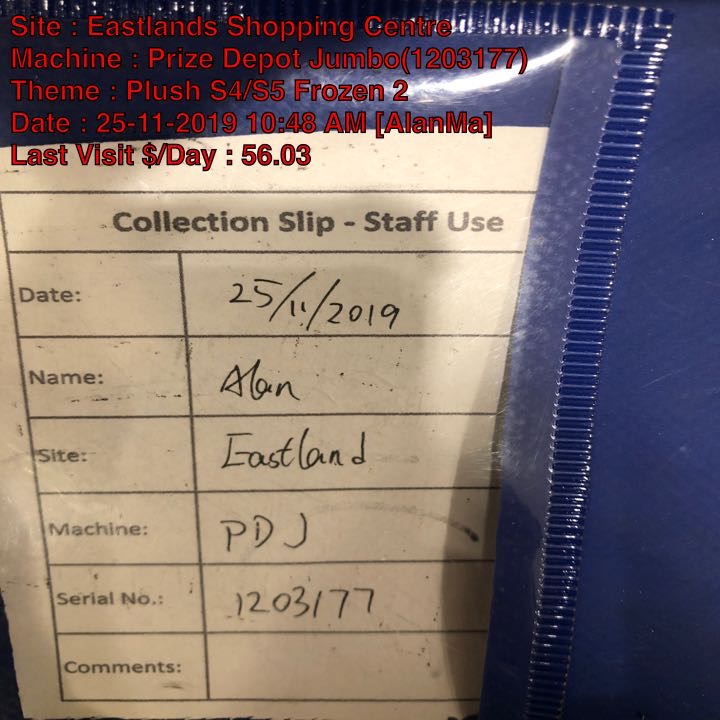 Site : Eastlands Shopping Centre
Machine : Prize Depot Jumbo(1203177)
Theme : Plush S4/S5 Frozen 2
Date : 25-11-2019 10:48 AM [AlanMa]
Last Visit $/Day : 56.03
Collection Slip - Staff Use
Date: 25/11/2019
Name: Alan
Site: Eastland
Machine: PDJ
Serial No.: 1203177
Comments: